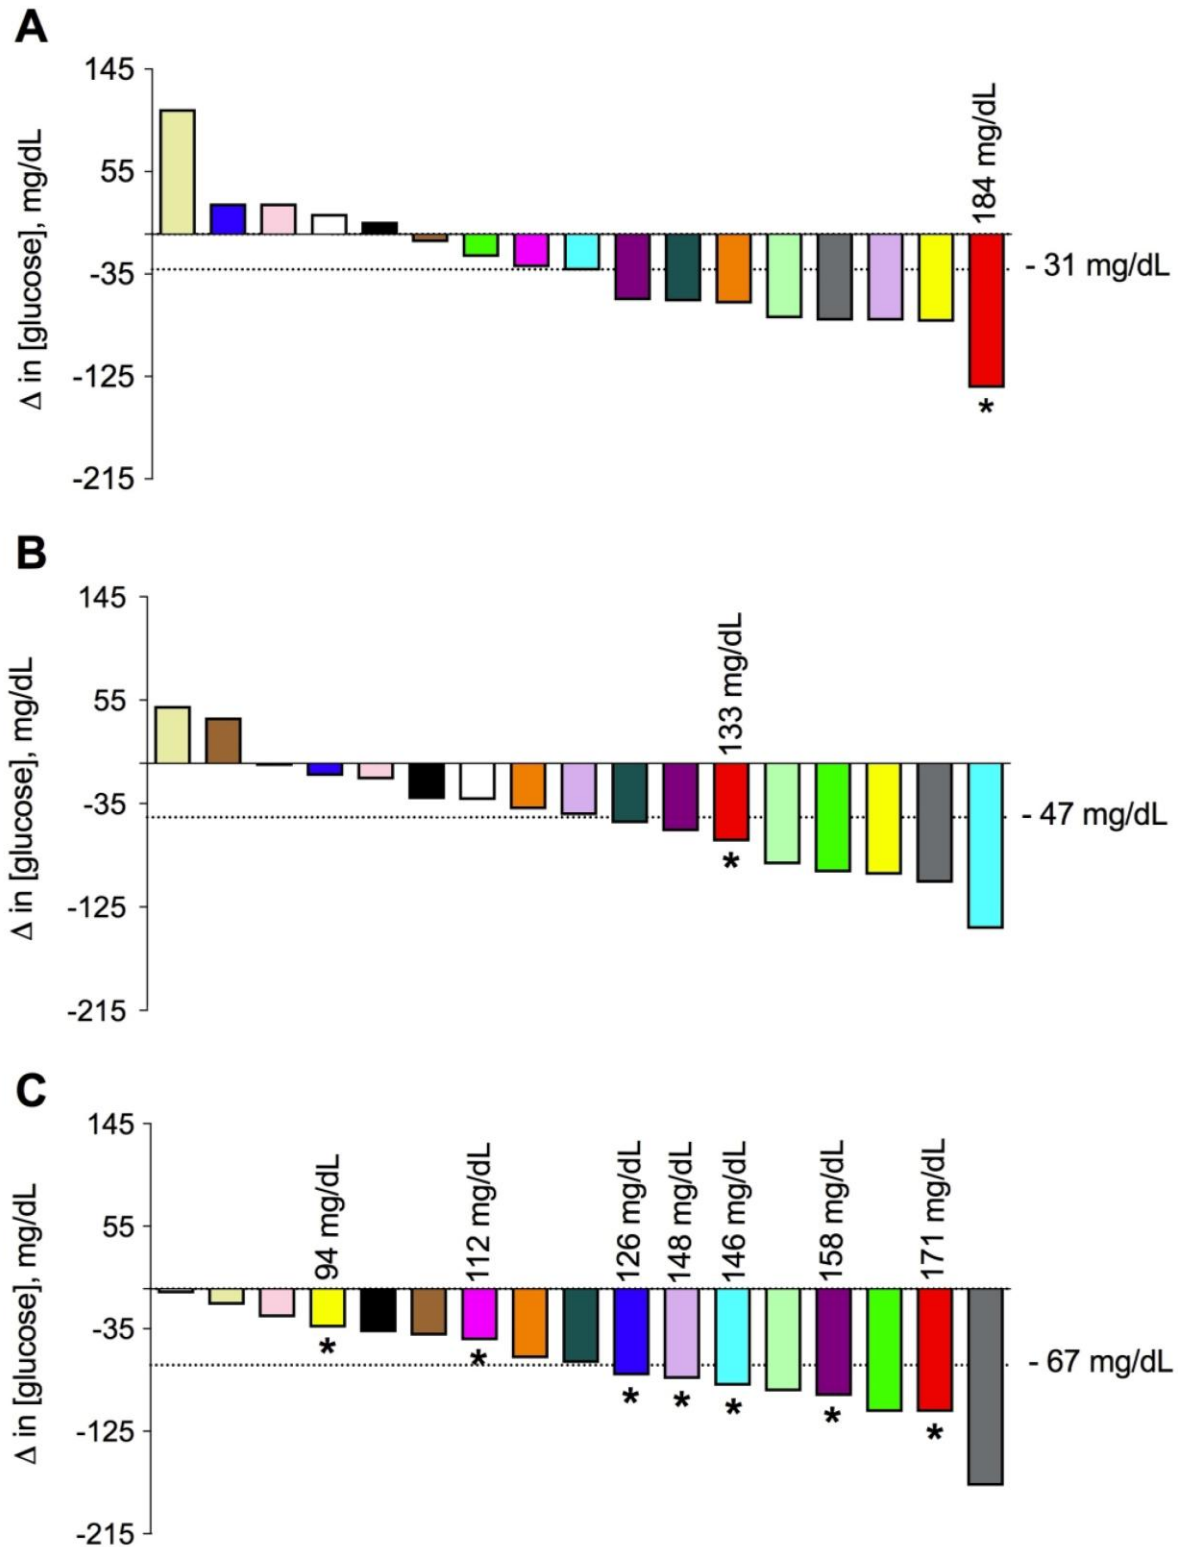 A
145
55
-35
-125
-215
Δ in [glucose], mg/dL
184 mg/dL
- 31 mg/dL
*
B
145
55
-35
-125
-215
Δ in [glucose], mg/dL
133 mg/dL
- 47 mg/dL
*
C
145
55
-35
-125
-215
Δ in [glucose], mg/dL
94 mg/dL
112 mg/dL
126 mg/dL
148 mg/dL
146 mg/dL
158 mg/dL
171 mg/dL
- 67 mg/dL
* * * * * * *